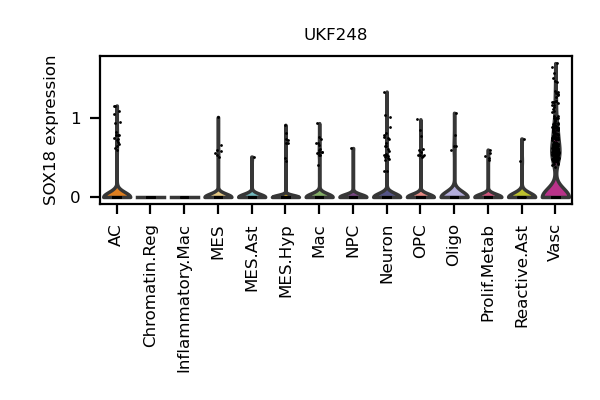 UKF248
SOX18 expression
1
0
AC
Chromatin.Reg
Inflammatory.Mac
MES
MES.Ast
MES.Hyp
Mac
NPC
Neuron
OPC
Oligo
Prolif.Metab
Reactive.Ast
Vasc